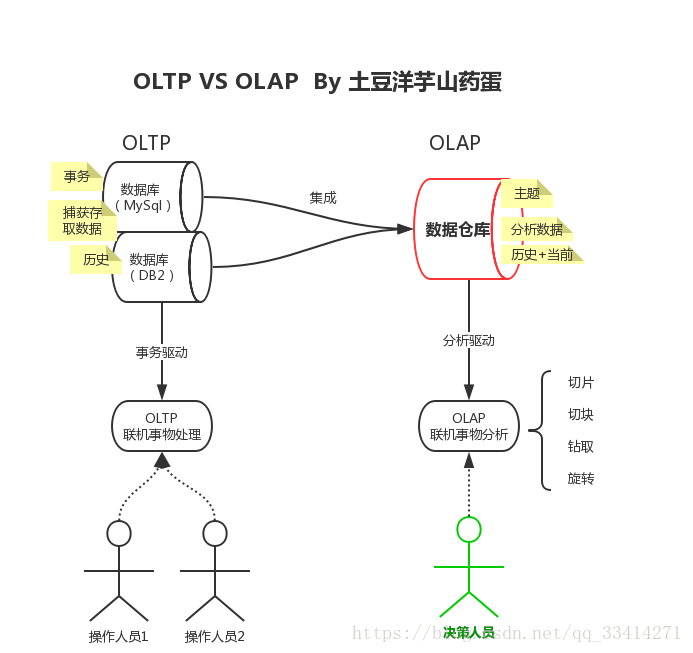 OLTP VS OLAP By 土豆洋芋山药蛋
OLTP
OLAP
事务
数据库
（MySql）
捕获存
取数据
历史
数据库
（DB2）
集成
数据仓库
主题
分析数据
历史+当前
事务驱动
分析驱动
OLTP
联机事物处理
OLAP
联机事物分析
切片
切块
钻取
旋转
操作人员1
操作人员2
决策人员